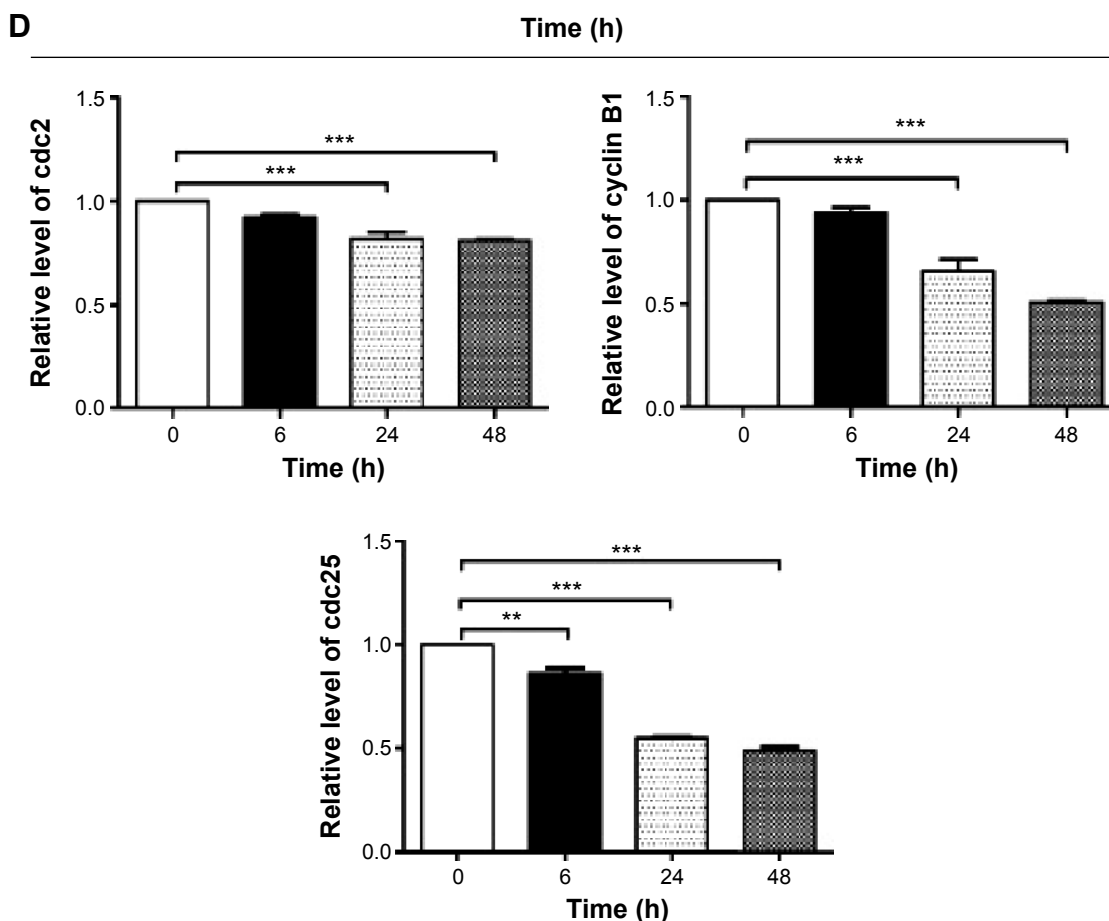 D
Time (h)
Relative level of cdc2
1.5
1.0
0.5
0.0
***
***
0 6 24 48
Time (h)
Relative level of cyclin B1
1.5
1.0
0.5
0.0
***
***
0 6 24 48
Time (h)
Relative level of cdc25
1.5
1.0
0.5
0.0
***
***
**
0 6 24 48
Time (h)